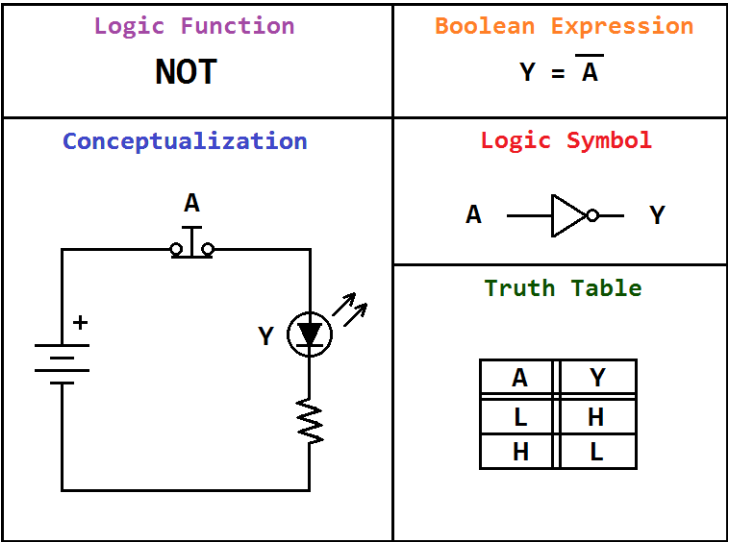 Logic Function
NOT
Boolean Expression
Y = A̅
Conceptualization
A
+
Y
Logic Symbol
A Y
Truth Table
A Y
L H
H L